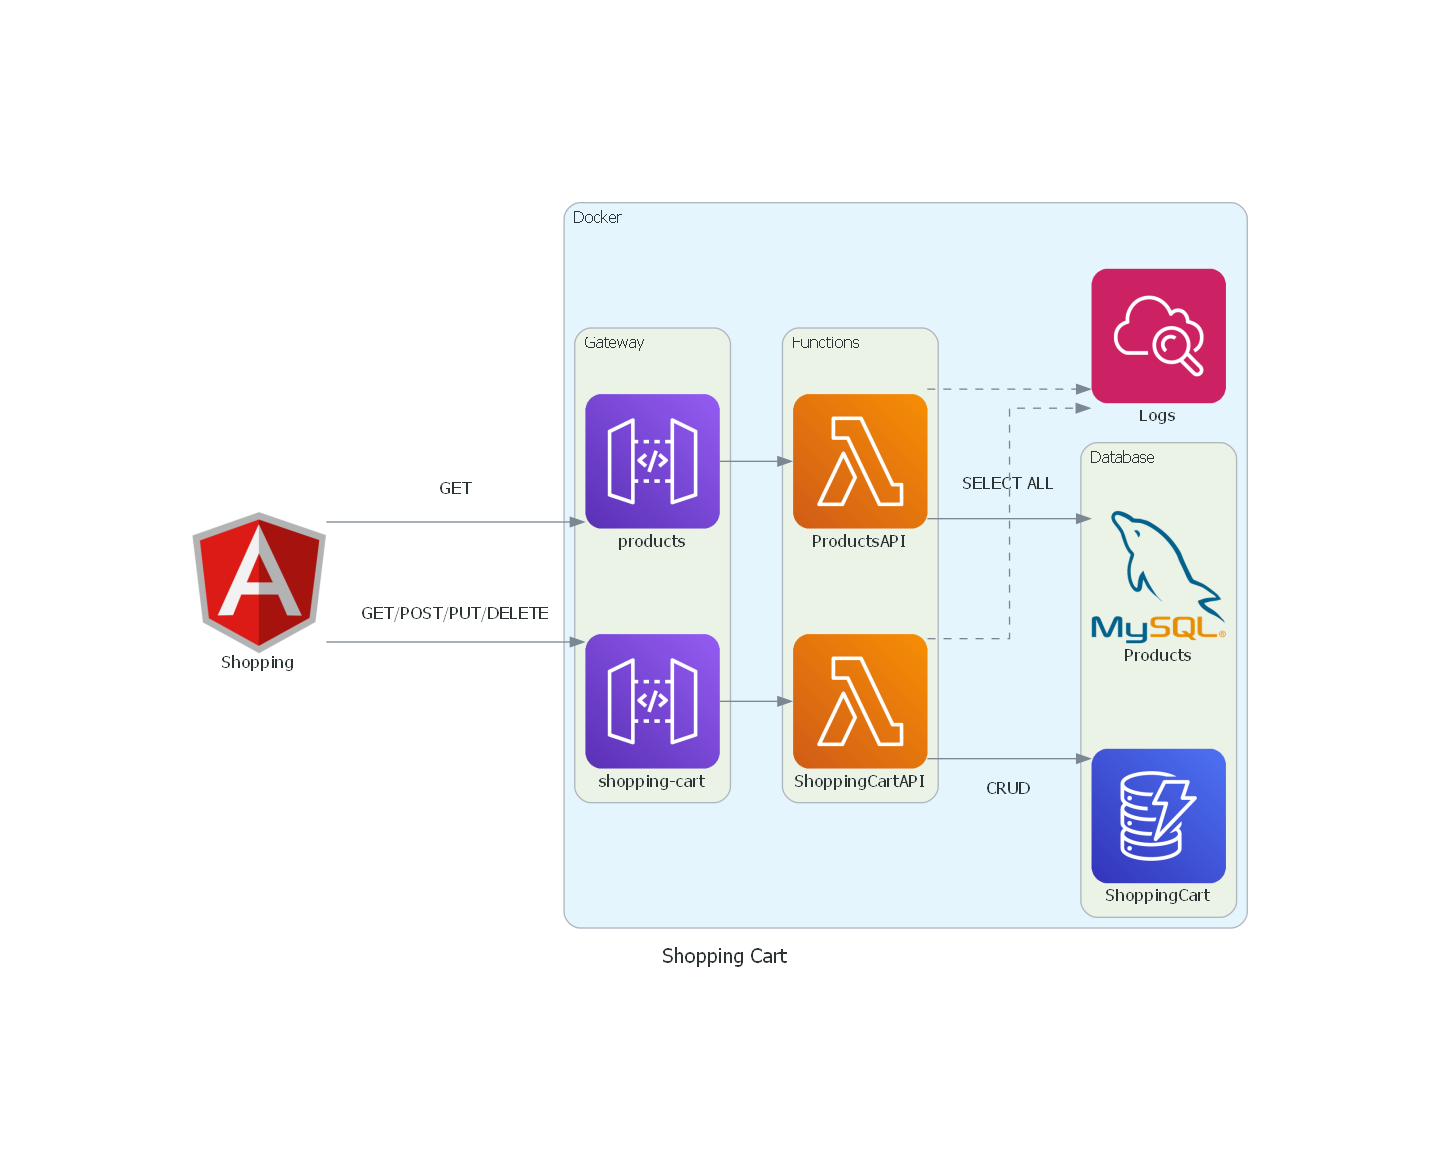 Docker
Gateway
Functions
Logs
Database
GET
SELECT ALL
products
ProductsAPI
GET/POST/PUT/DELETE
MySQL®
Products
Shopping
shopping-cart
ShoppingCartAPI
CRUD
ShoppingCart
Shopping Cart